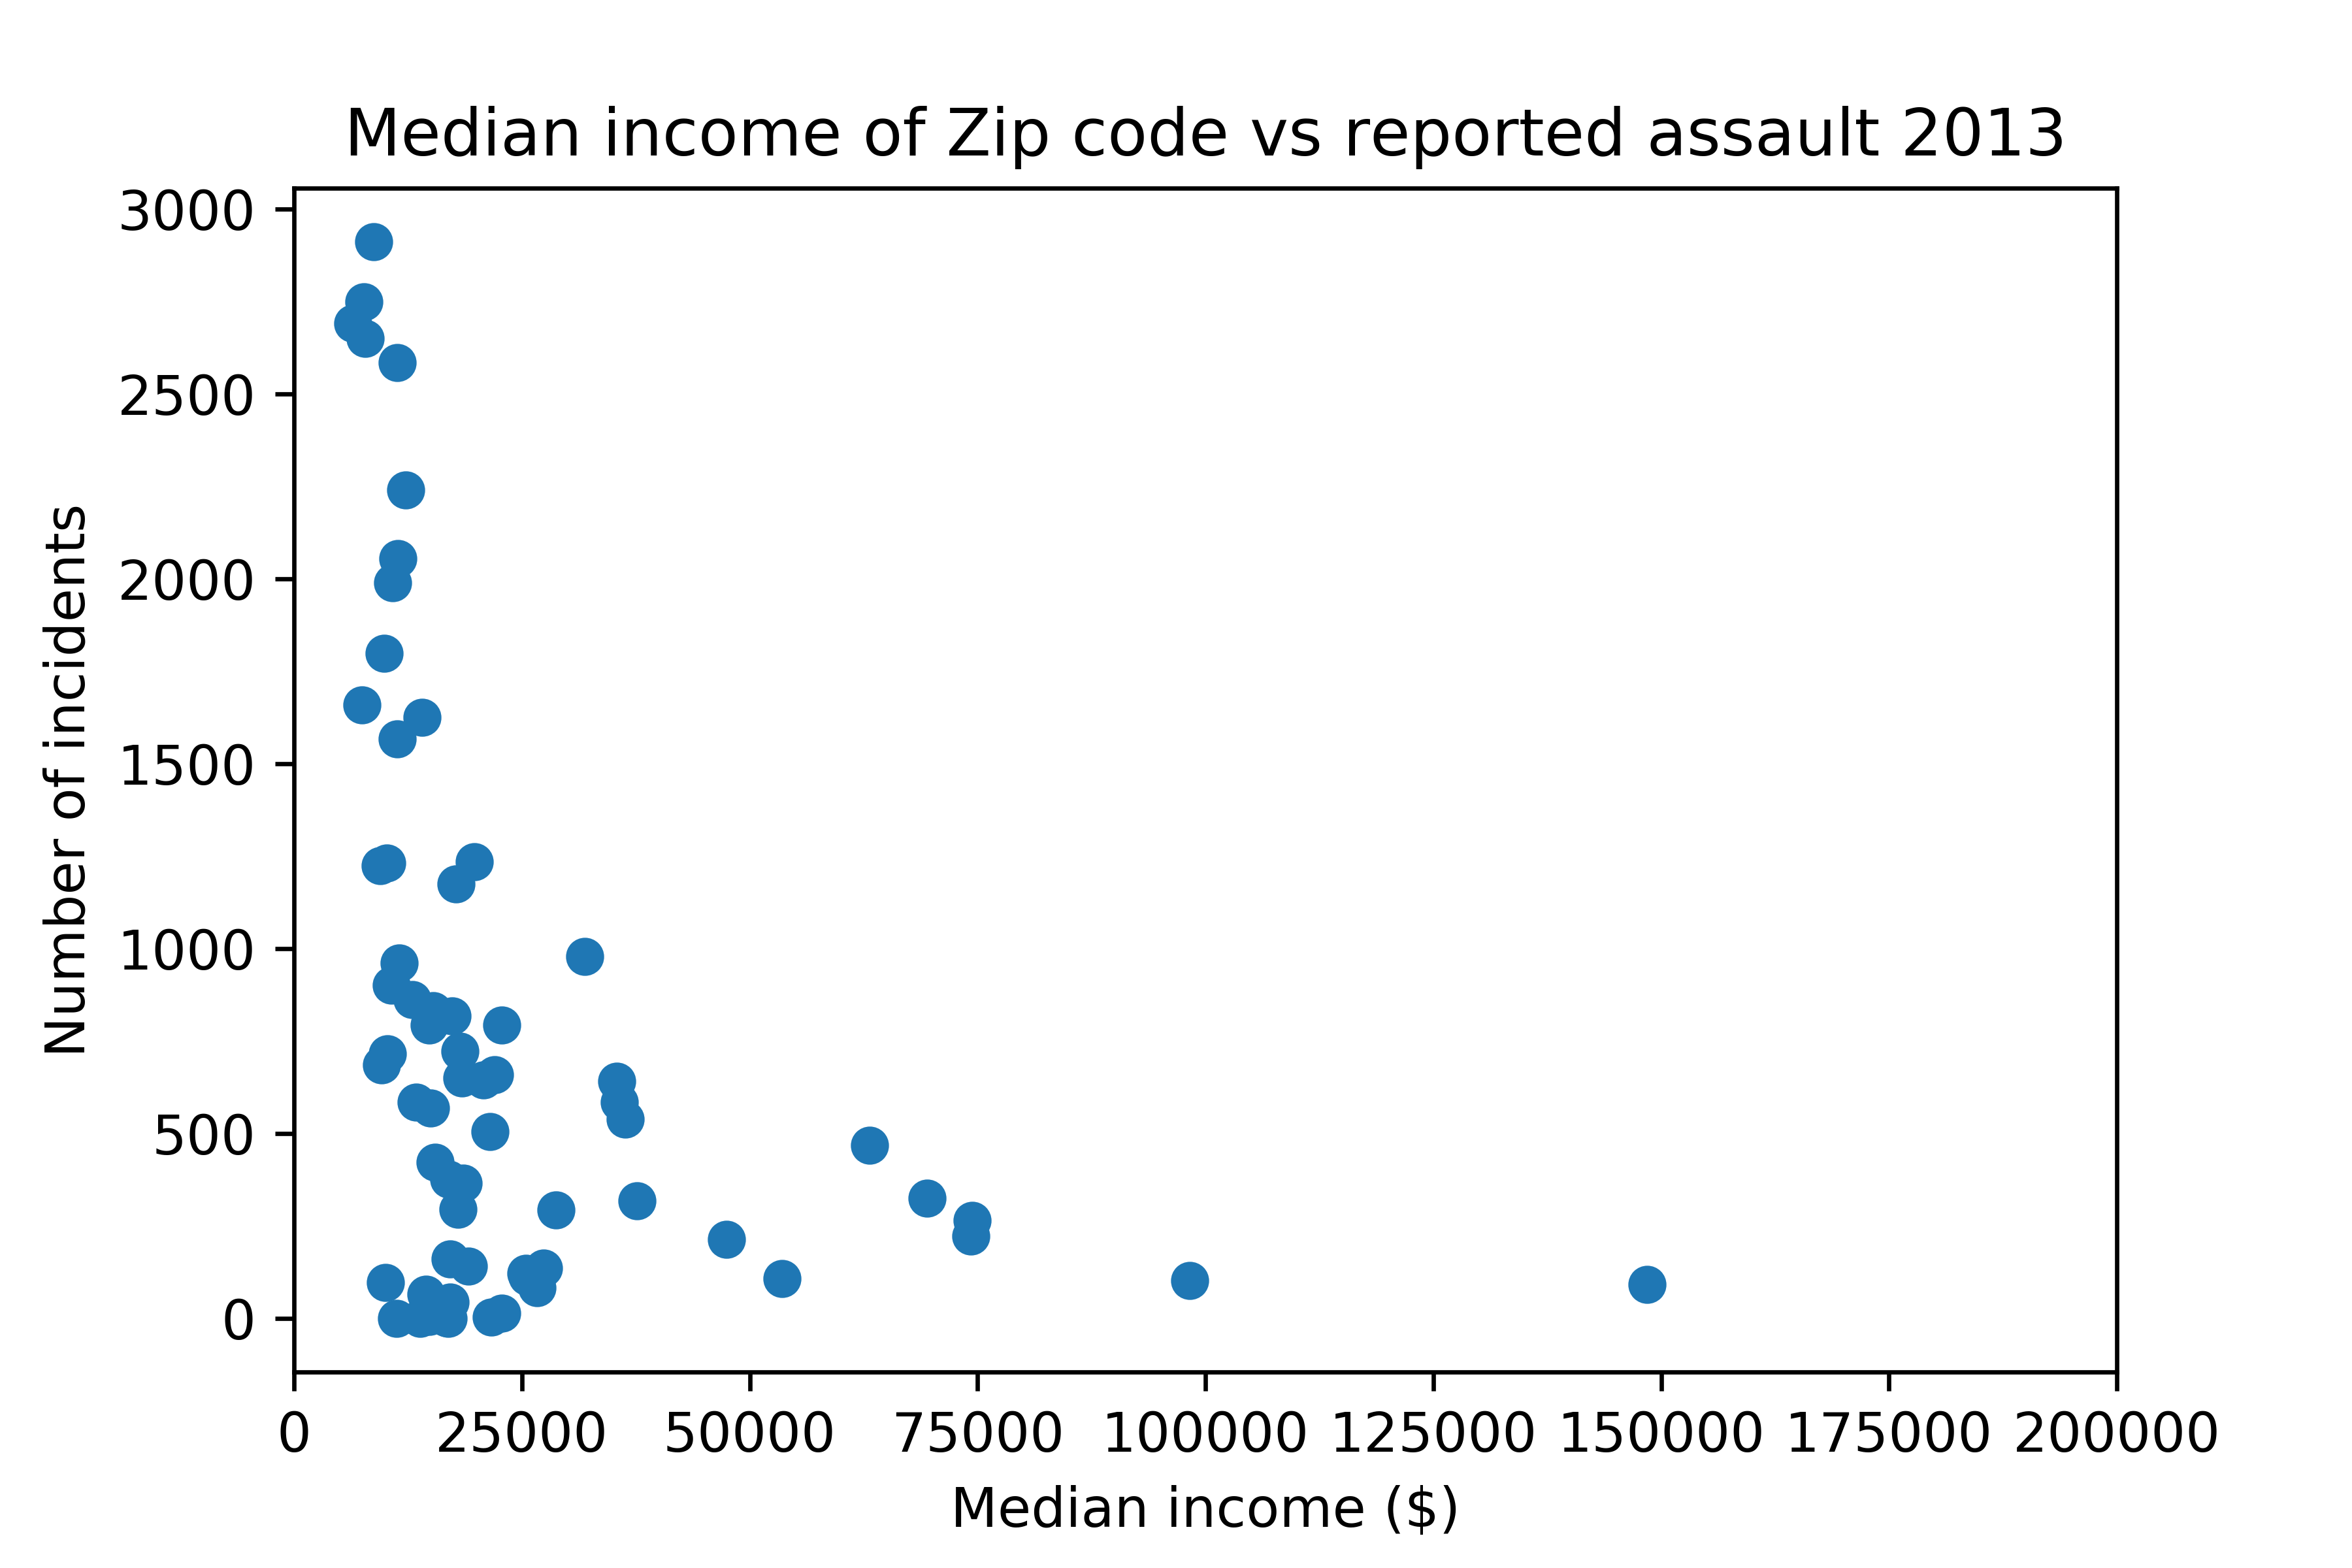 Median income of Zip code vs reported assault 2013
3000
2500
2000
1500
1000
500
0
Number of incidents
0 25000 50000 75000 100000 125000 150000 175000 200000
Median income ($)